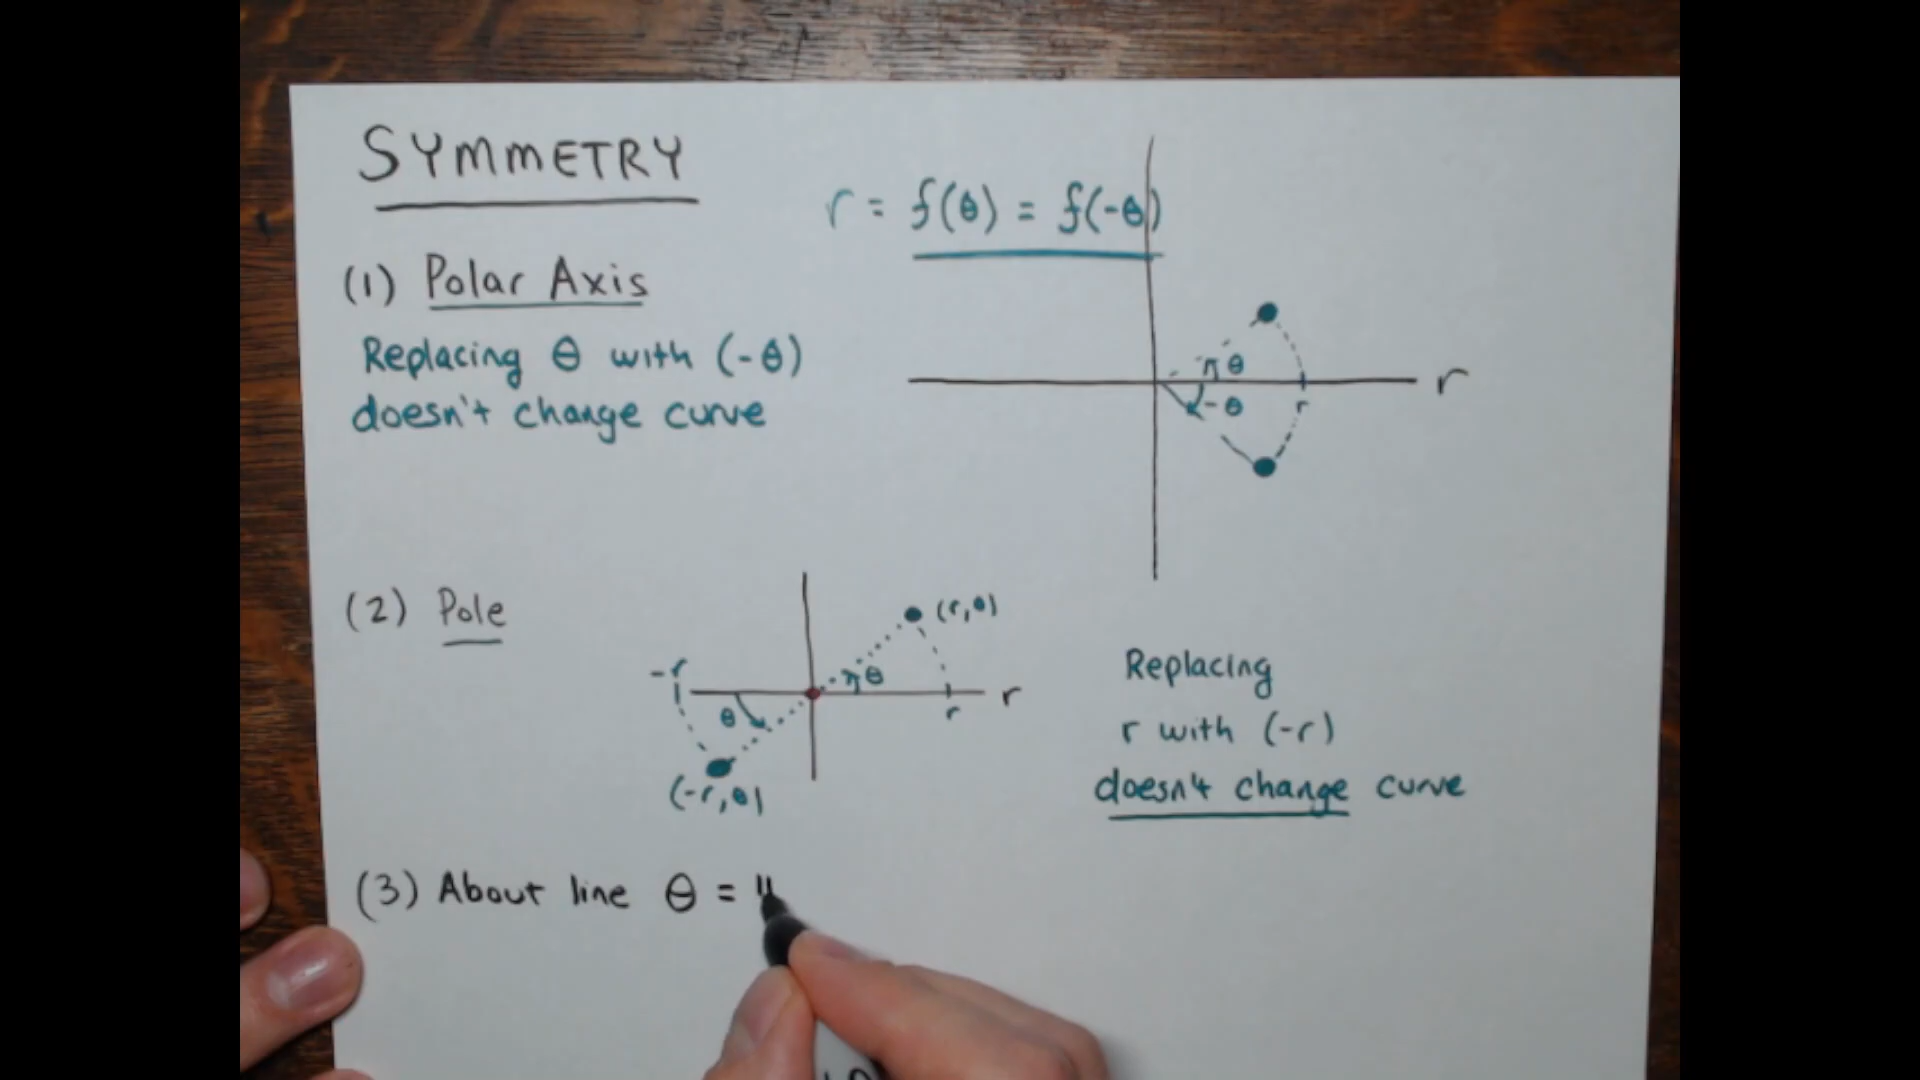 SYMMETRY
r = f(θ) = f(-θ)
(1) Polar Axis
Replacing θ with (-θ)
doesn't change curve
θ
-θ
r
r
(2) Pole
(r,θ)
-r
θ
θ
r
r
(-r,θ)
Replacing
r with (-r)
doesn't change curve
(3) About line θ =